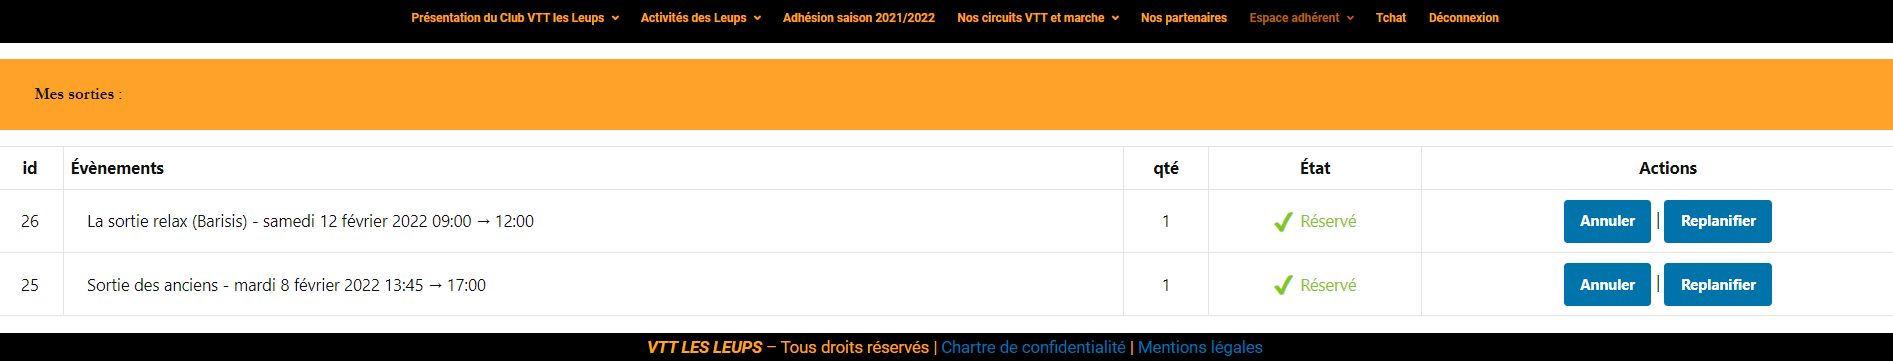 Présentation du Club VTT les Leups Activités des Leups Adhésion saison 2021/2022 Nos circuits VTT et marche Nos partenaires Espace adhérent Tchat Déconnexion
Mes sorties :
id Évènements qté État Actions
26 La sortie relax (Barisis) - samedi 12 février 2022 09:00 → 12:00 1 ✔ Réservé Annuler | Replanifier
25 Sortie des anciens - mardi 8 février 2022 13:45 → 17:00 1 ✔ Réservé Annuler | Replanifier
VTT LES LEUPS – Tous droits réservés | Chartre de confidentialité | Mentions légales